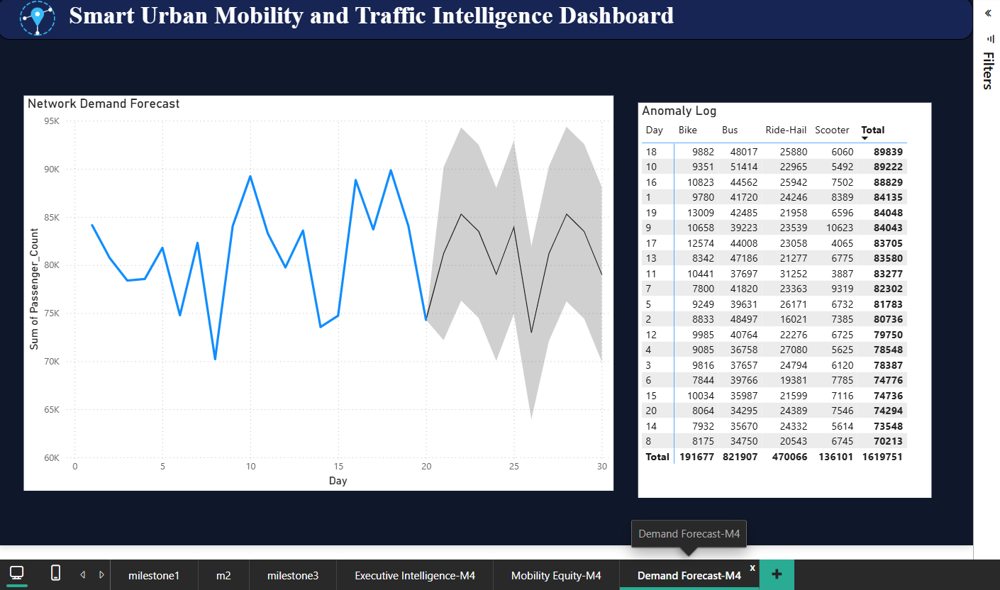 Smart Urban Mobility and Traffic Intelligence Dashboard
Filters
Network Demand Forecast
95K
90K
85K
80K
75K
70K
65K
60K
Sum of Passenger_Count
0 5 10 15 20 25 30
Day
Anomaly Log
Day Bike Bus Ride-Hail Scooter Total
18 9882 48017 25880 6060 89839
10 9351 51414 22965 5492 89222
16 10823 44562 25942 7502 88829
1 9780 41720 24246 8389 84135
19 13009 42485 21958 6596 84048
9 10658 39223 23539 10623 84043
17 12574 44008 23058 4065 83705
13 8342 47186 21277 6775 83580
11 10441 37697 31252 3887 83277
7 7800 41820 23363 9319 82302
5 9249 39631 26171 6732 81783
2 8833 48497 16021 7385 80736
12 9985 40764 22276 6725 79750
4 9085 36758 27080 5625 78548
3 9816 37657 24794 6120 78387
6 7844 39766 19381 7785 74776
15 10034 35987 21599 7116 74736
20 8064 34295 24389 7546 74294
14 7932 35670 24332 5614 73548
8 8175 34750 20543 6745 70213
Total 191677 821907 470066 136101 1619751
Demand Forecast-M4
milestone1 m2 milestone3 Executive Intelligence-M4 Mobility Equity-M4 Demand Forecast-M4 x +